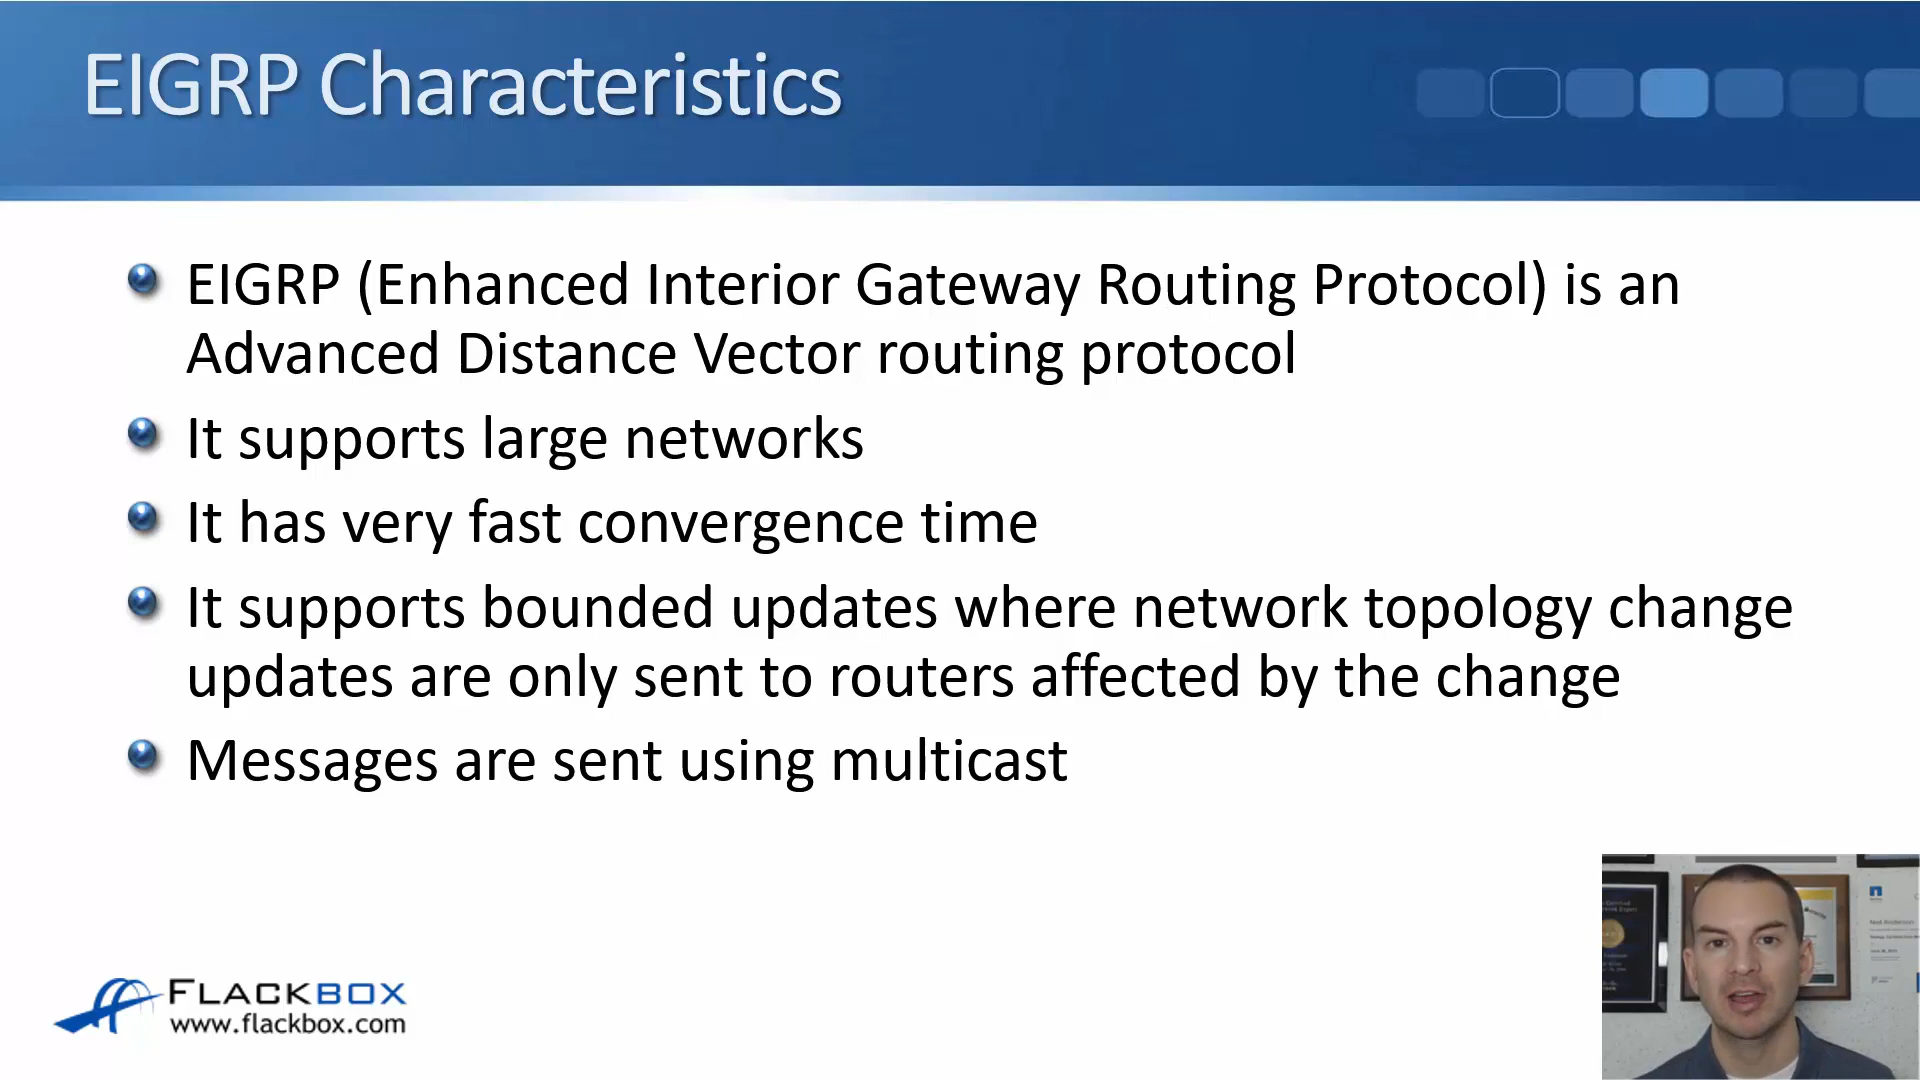 EIGRP Characteristics
EIGRP (Enhanced Interior Gateway Routing Protocol) is an
Advanced Distance Vector routing protocol
It supports large networks
It has very fast convergence time
It supports bounded updates where network topology change
updates are only sent to routers affected by the change
Messages are sent using multicast
FLACKBOX
www.flackbox.com